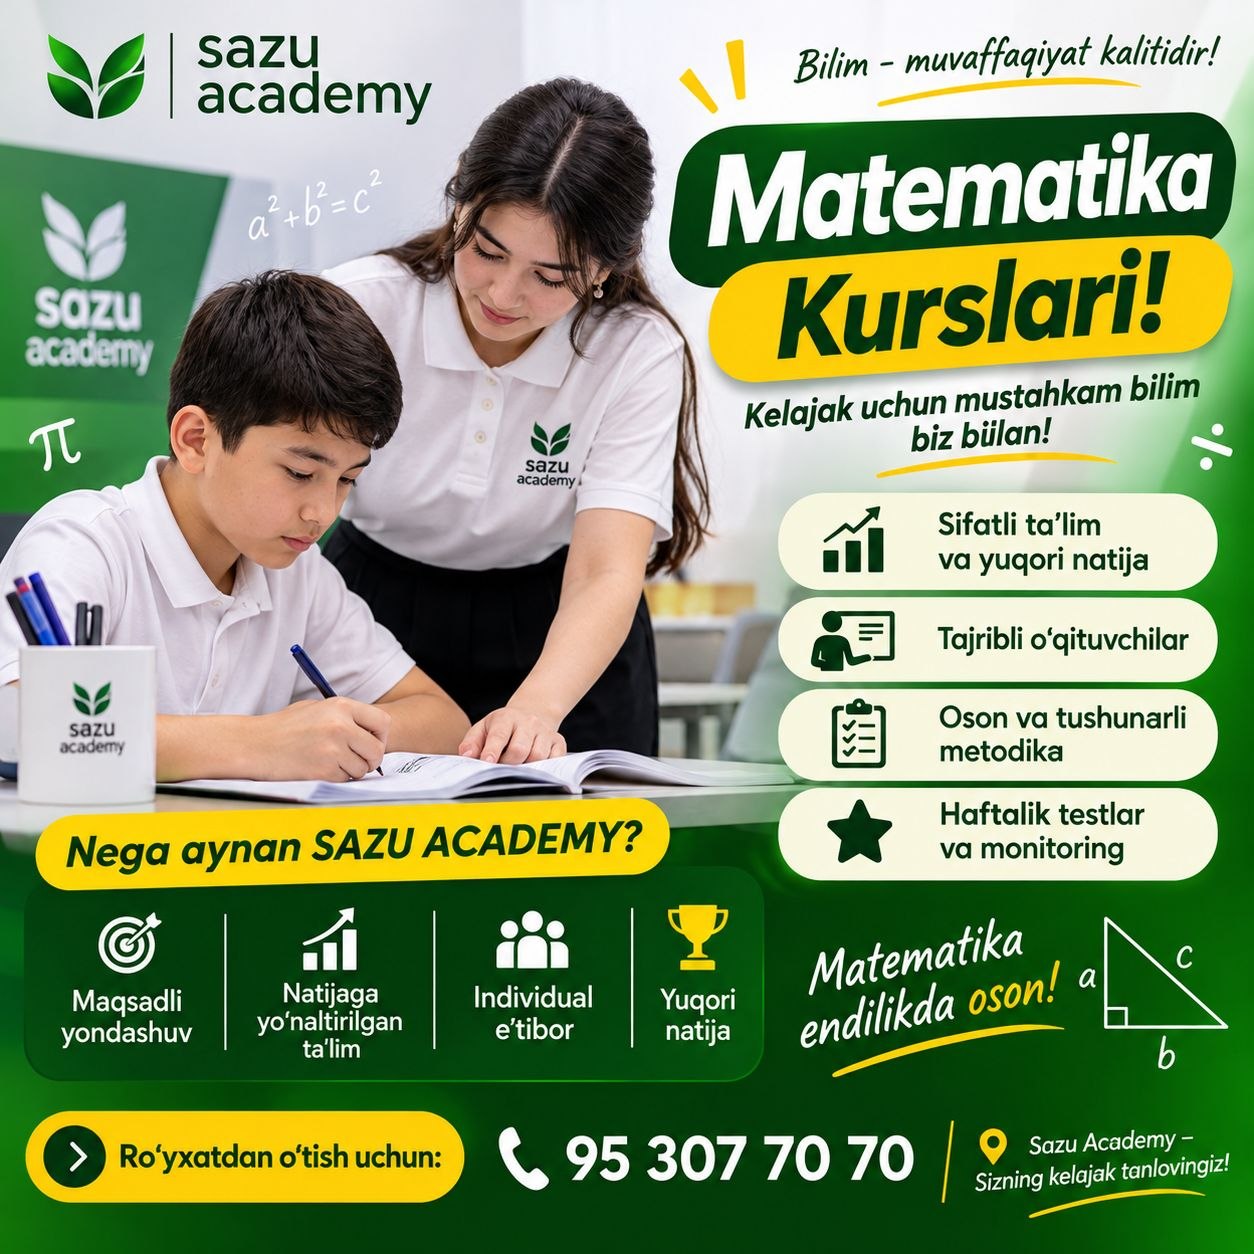 sazu
academy
Bilim - muvaffaqiyat kalitidir!
Matematika
Kurslari!
Kelajak uchun mustahkam bilim
biz bülan!
a²+b²=c²
sazu
academy
π
÷
sazu
academy
sazu
academy
Sifatli ta'lim
va yuqori natija
Tajribli o'qituvchilar
Oson va tushunarli
metodika
Haftalik testlar
va monitoring
Nega aynan SAZU ACADEMY?
Maqsadli
yondashuv
Natijaga
yo'naltirilgan
ta'lim
Individual
e'tibor
Yuqori
natija
Matematika
endilikda oson!
a
c
b
Ro'yxatdan o'tish uchun:
95 307 70 70
Sazu Academy –
Sizning kelajak tanlovingiz!